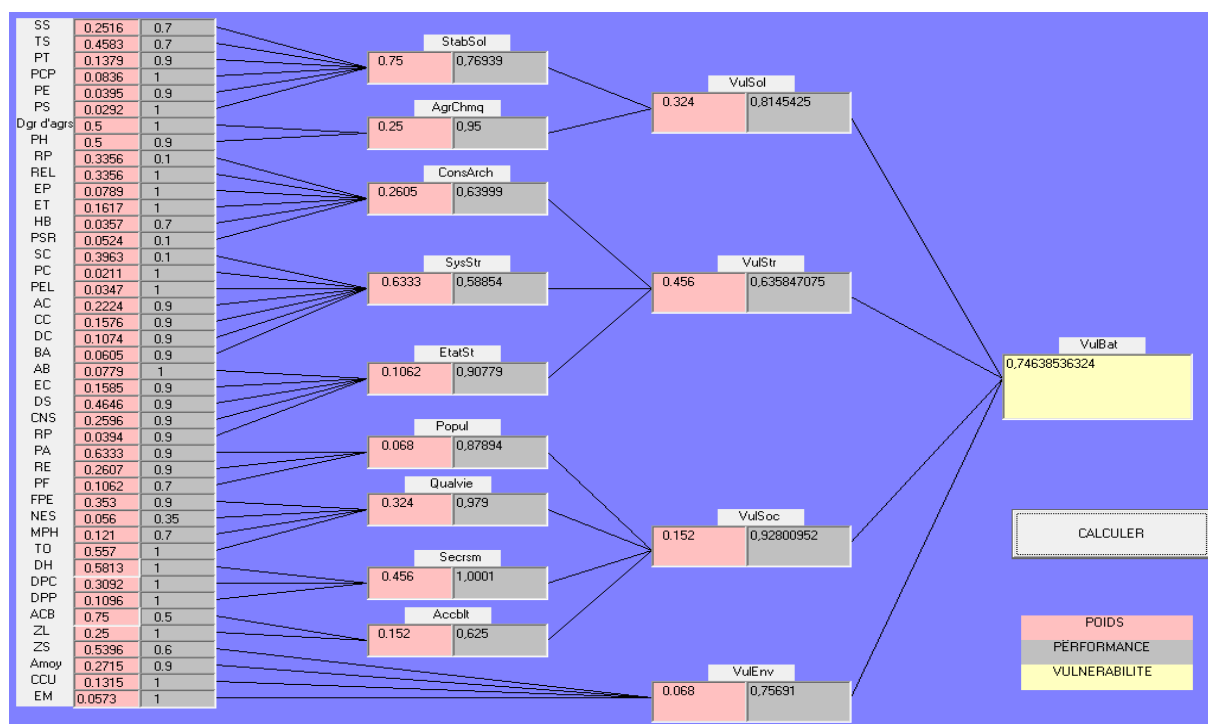 SS 0.2516 0.7
TS 0.4583 0.7
PT 0.1379 0.9
PCP 0.0836 1
PE 0.0395 0.9
PS 0.0292 1
Dgr d'agrs 0.5 1
PH 0.5 0.9
RP 0.3356 0.1
REL 0.3356 1
EP 0.0789 1
ET 0.1617 1
HB 0.0357 0.7
PSR 0.0524 0.1
SC 0.3963 0.1
PC 0.0211 1
PEL 0.0347 1
AC 0.2224 0.9
CC 0.1576 0.9
DC 0.1074 0.9
BA 0.0605 0.9
AB 0.0779 1
EC 0.1585 0.9
DS 0.4646 0.9
CNS 0.2596 0.9
RP 0.0394 0.9
PA 0.6333 0.9
RE 0.2607 0.9
PF 0.1062 0.7
FPE 0.353 0.9
NES 0.056 0.35
MPH 0.121 0.7
TO 0.557 1
DH 0.5813 1
DPC 0.3092 1
DPP 0.1096 1
ACB 0.75 0.5
ZL 0.25 1
ZS 0.5396 0.6
Amoy 0.2715 0.9
CCU 0.1315 1
EM 0.0573 1
StabSol
0.75 0,76939
AgrChmq
0.25 0,95
ConsArch
0.2605 0,63999
SysStr
0.6333 0,58854
EtatSt
0.1062 0,90779
Popul
0.068 0,87894
Qualvie
0.324 0,979
Secrsm
0.456 1,0001
Accblt
0.152 0,625
VulSol
0.324 0,8145425
VulStr
0.456 0,635847075
VulSoc
0.152 0,92800952
VulEnv
0.068 0,75691
VulBat
0,74638536324
CALCULER
POIDS
PËRFORMANCE
VULNERABILITE